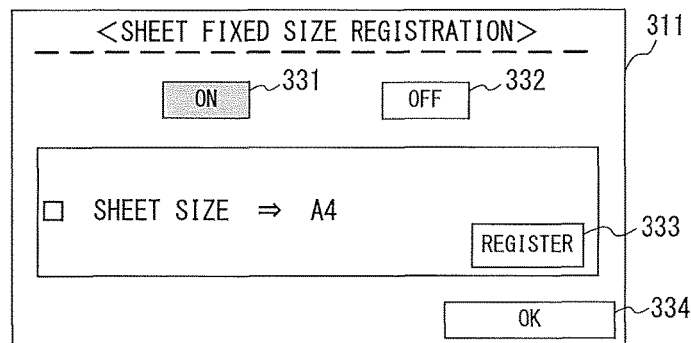 <SHEET FIXED SIZE REGISTRATION>
311
ON 331 OFF 332
□ SHEET SIZE ⇒ A4
REGISTER 333
OK 334